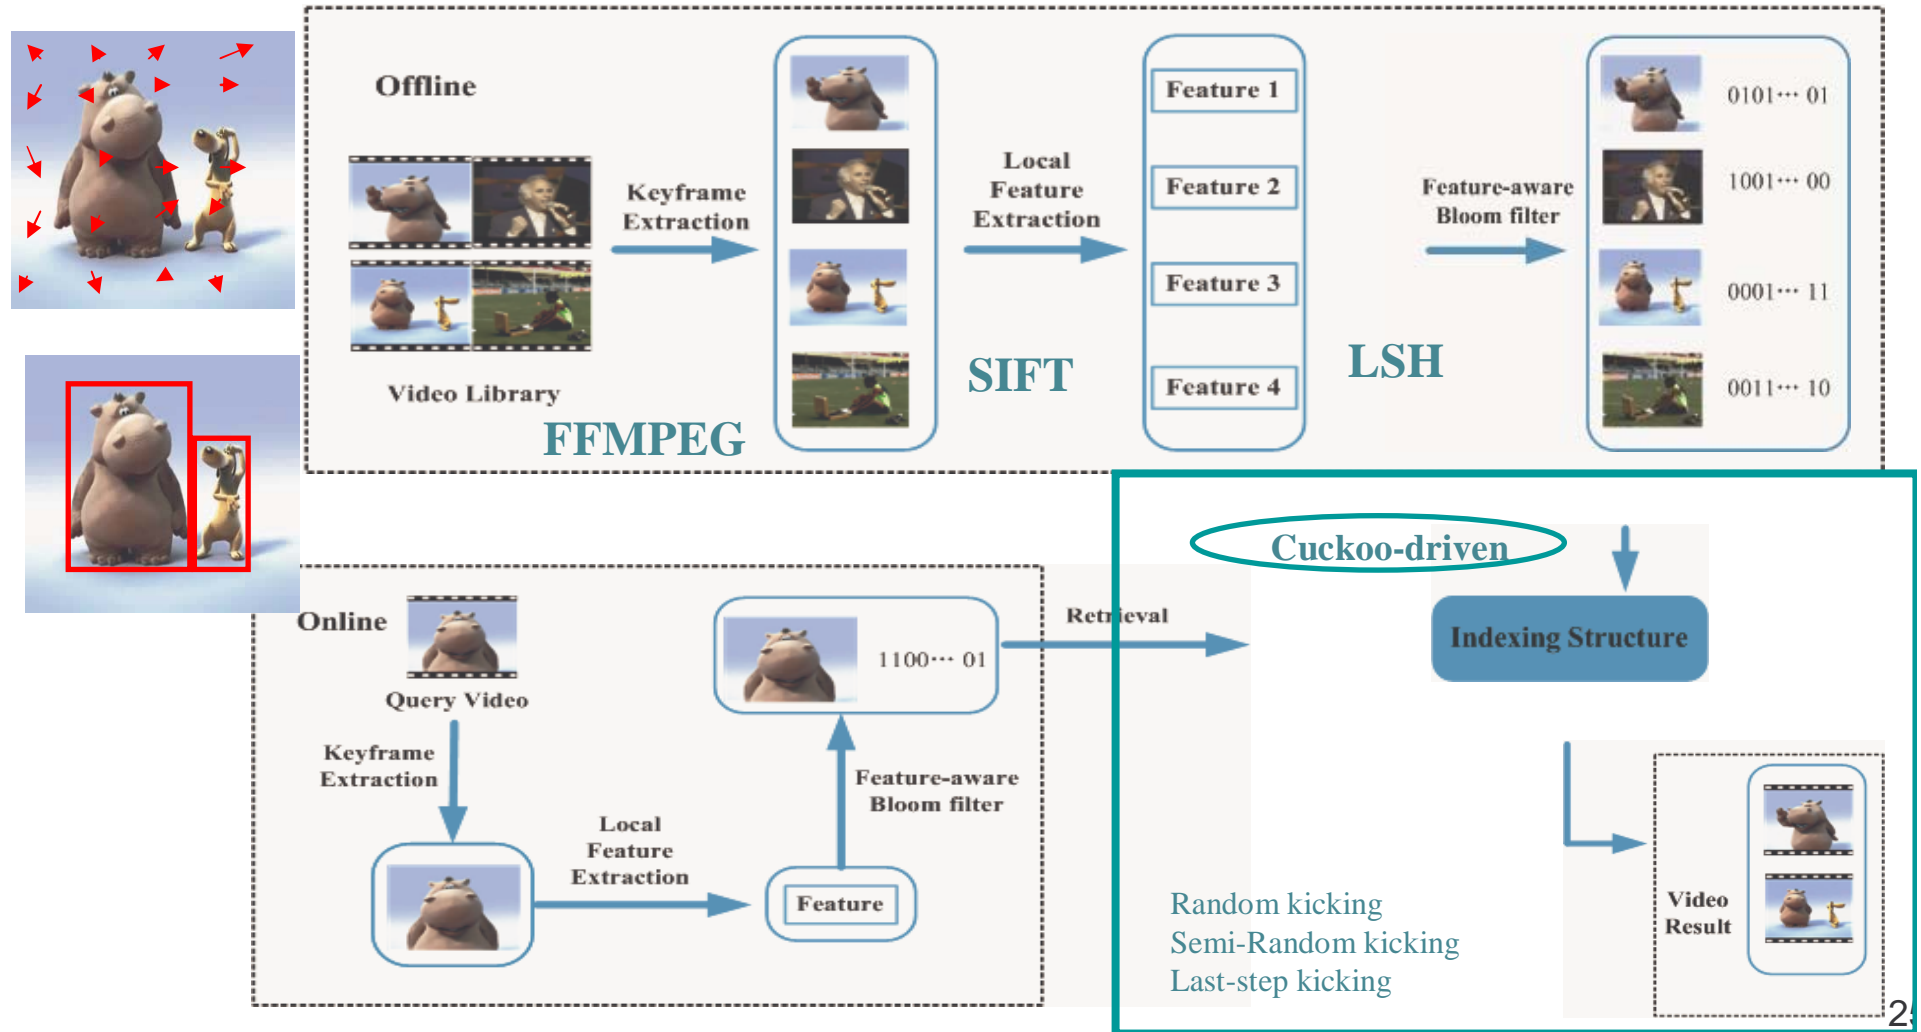 Offline
Video Library
Keyframe
Extraction
FFMPEG
Local
Feature
Extraction
SIFT
Feature 1
Feature 2
Feature 3
Feature 4
LSH
Feature-aware
Bloom filter
0101··· 01
1001··· 00
0001··· 11
0011··· 10
Online
Query Video
Keyframe
Extraction
Local
Feature
Extraction
Feature
Feature-aware
Bloom filter
1100··· 01
Retrieval
Cuckoo-driven
Indexing Structure
Random kicking
Semi-Random kicking
Last-step kicking
Video
Result